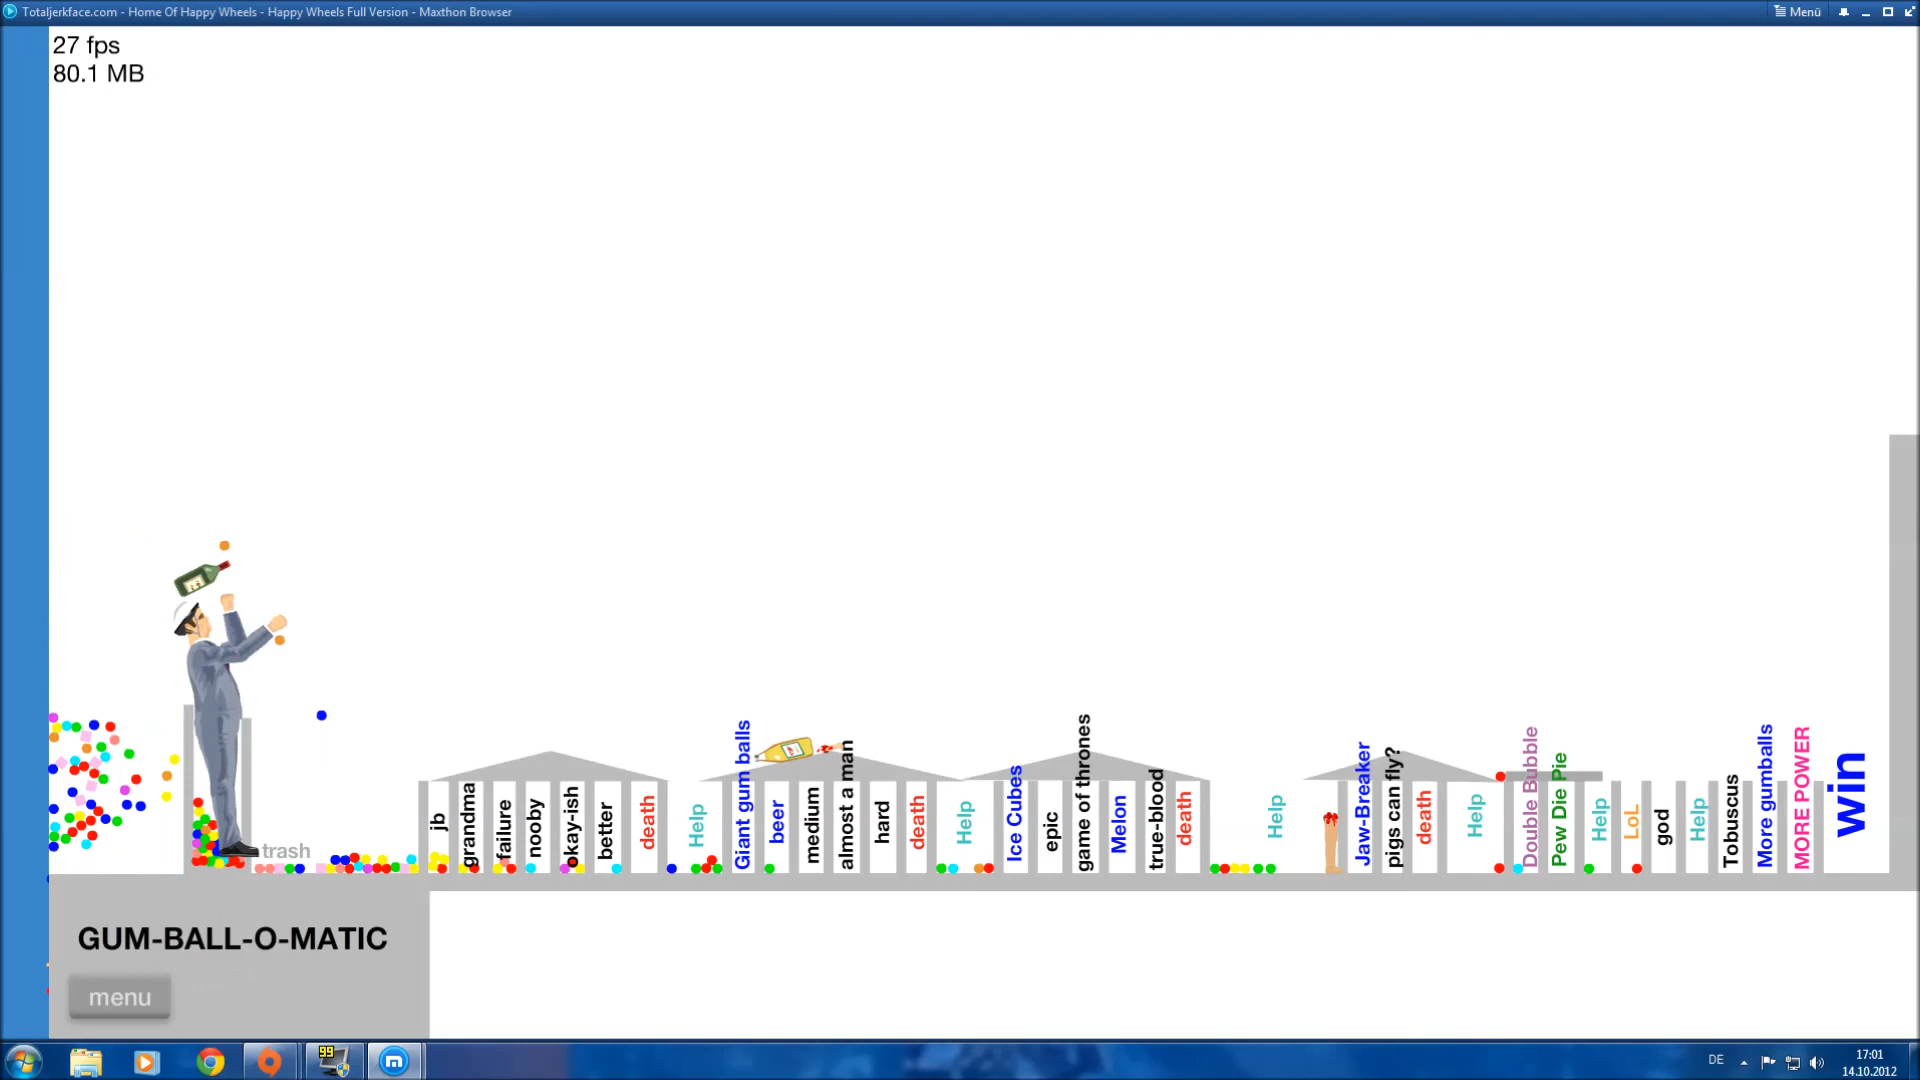 Totaljerkface.com - Home Of Happy Wheels - Happy Wheels Full Version - Maxthon Browser
Menü
27 fps
80.1 MB
trash
jb
grandma
failure
nooby
okay-ish
better
death
Help
Giant gum balls
beer
medium
almost a man
hard
death
Help
Ice Cubes
epic
game of thrones
Melon
true-blood
death
Help
Jaw-Breaker
pigs can fly?
death
Help
Double Bubble
Pew Die Pie
Help
LoL
god
Help
Tobuscus
More gumballs
MORE POWER
win
GUM-BALL-O-MATIC
menu
99
DE
17:01
14.10.2012